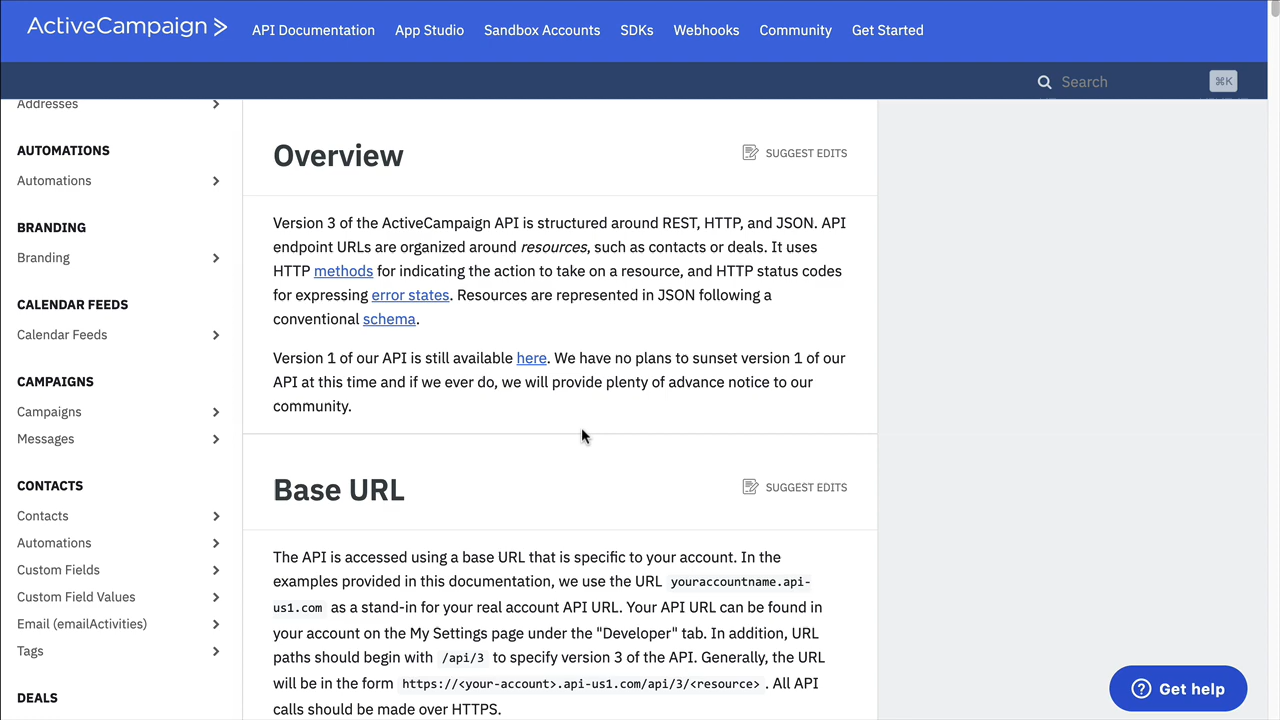 ActiveCampaign
API Documentation App Studio Sandbox Accounts SDKs Webhooks Community Get Started
Search ⌘K
Addresses
AUTOMATIONS
Automations
BRANDING
Branding
CALENDAR FEEDS
Calendar Feeds
CAMPAIGNS
Campaigns
Messages
CONTACTS
Contacts
Automations
Custom Fields
Custom Field Values
Email (emailActivities)
Tags
DEALS
Overview
SUGGEST EDITS
Version 3 of the ActiveCampaign API is structured around REST, HTTP, and JSON. API
endpoint URLs are organized around resources, such as contacts or deals. It uses
HTTP methods for indicating the action to take on a resource, and HTTP status codes
for expressing error states. Resources are represented in JSON following a
conventional schema.
Version 1 of our API is still available here. We have no plans to sunset version 1 of our
API at this time and if we ever do, we will provide plenty of advance notice to our
community.
Base URL
SUGGEST EDITS
The API is accessed using a base URL that is specific to your account. In the
examples provided in this documentation, we use the URL youraccountname.api-
us1.com as a stand-in for your real account API URL. Your API URL can be found in
your account on the My Settings page under the "Developer" tab. In addition, URL
paths should begin with /api/3 to specify version 3 of the API. Generally, the URL
will be in the form https://<your-account>.api-us1.com/api/3/<resource> . All API
calls should be made over HTTPS.
Get help